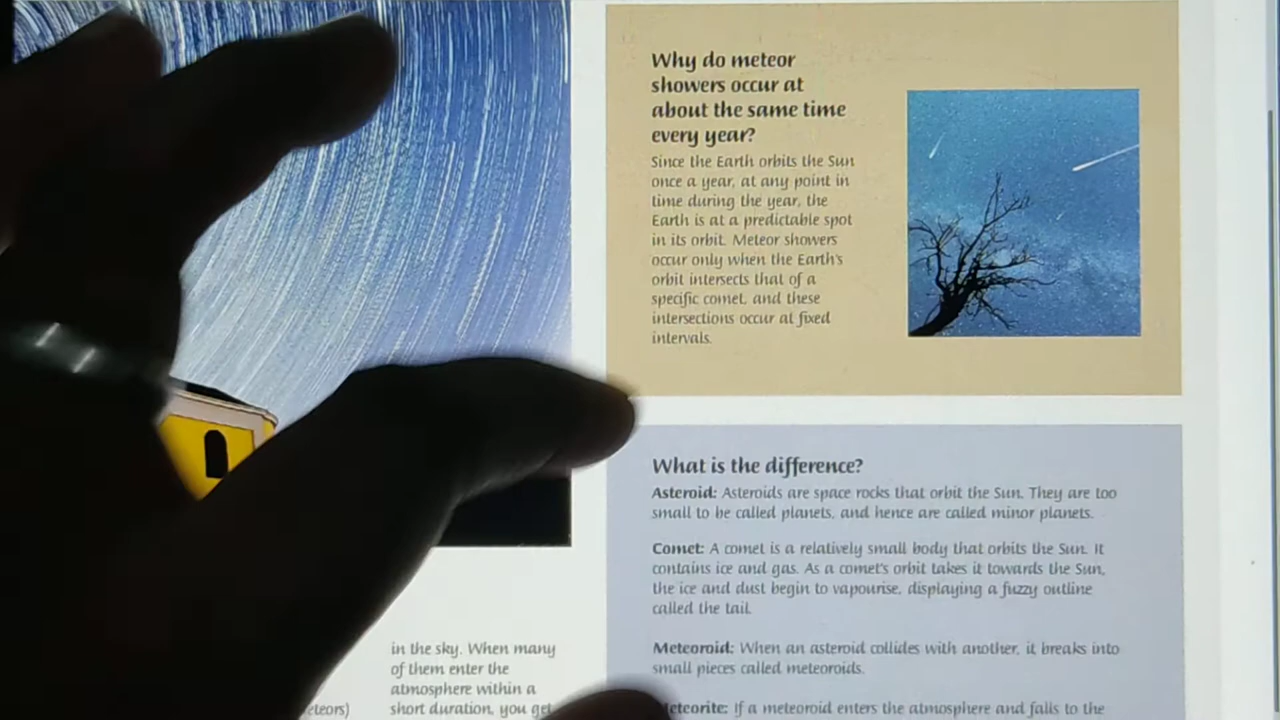 Why do meteor
showers occur at
about the same time
every year?
Since the Earth orbits the Sun
once a year, at any point in
time during the year, the
Earth is at a predictable spot
in its orbit. Meteor showers
occur only when the Earth's
orbit intersects that of a
specific comet, and these
intersections occur at fixed
intervals.
What is the difference?
Asteroid: Asteroids are space rocks that orbit the Sun. They are too
small to be called planets, and hence are called minor planets.
Comet: A comet is a relatively small body that orbits the Sun. It
contains ice and gas. As a comet's orbit takes it towards the Sun,
the ice and dust begin to vapourise, displaying a fuzzy outline
called the tail.
Meteoroid: When an asteroid collides with another, it breaks into
small pieces called meteoroids.
eteorite: If a meteoroid enters the atmosphere and falls to the
in the sky. When many
of them enter the
atmosphere within a
eteors) short duration, you get